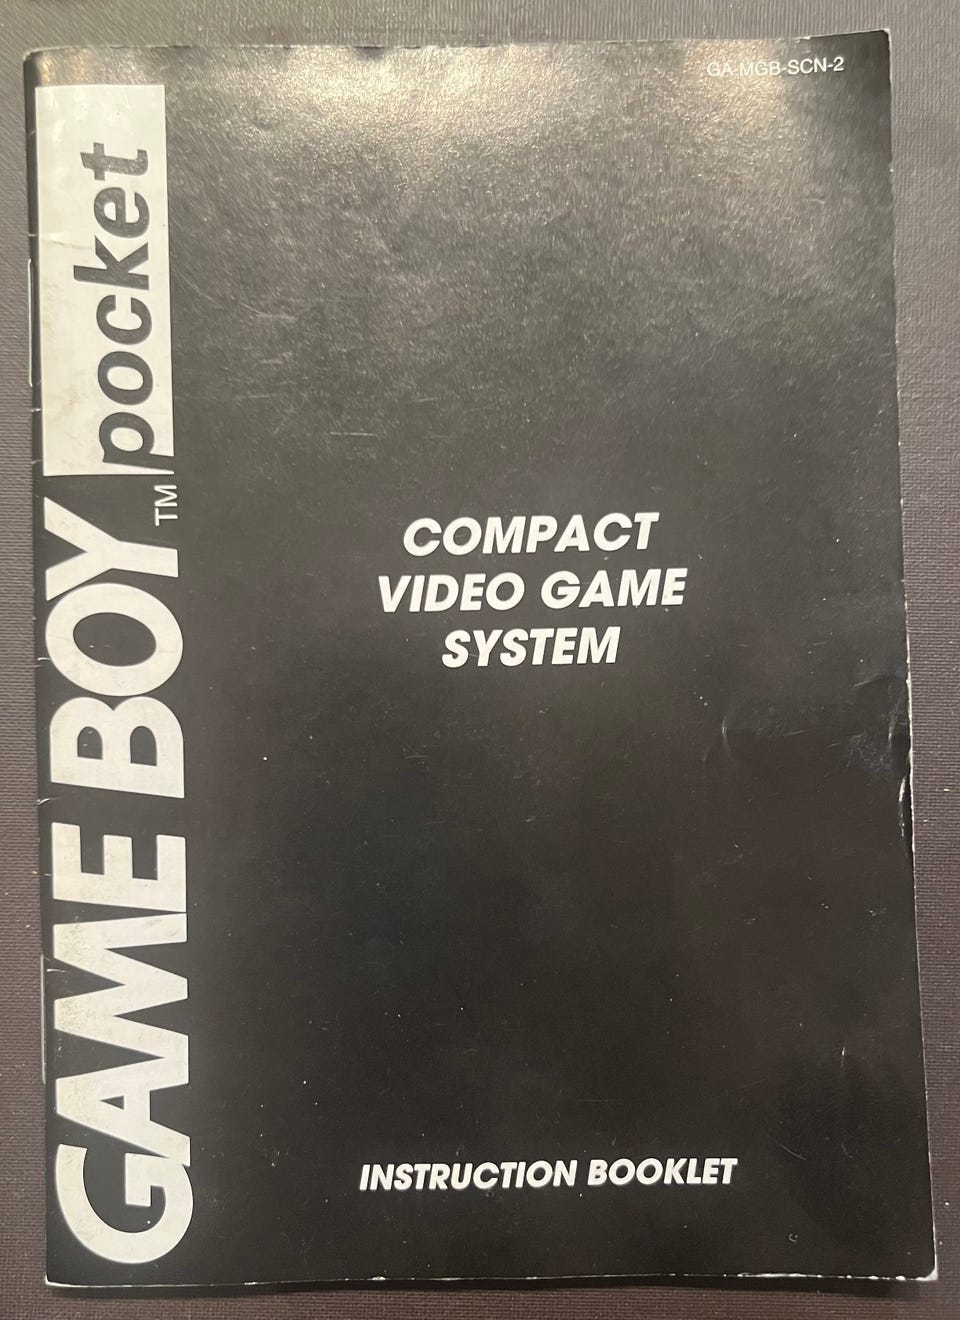 GA-MGB-SCN-2
GAME BOY™ pocket
COMPACT
VIDEO GAME
SYSTEM
INSTRUCTION BOOKLET